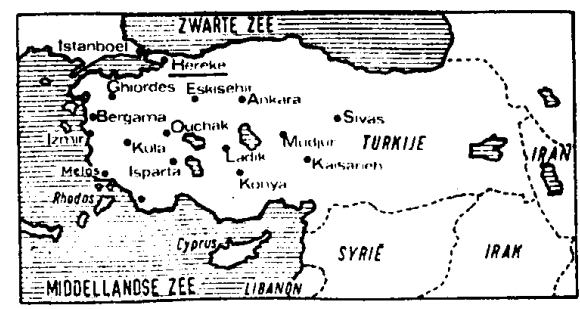 ZWARTE ZEE
Istanboel
Hereke
Ghiordes
Eskisehir
Ankara
Bergama
Ouchak
Sivas
Izmir
Kula
Mudjur
TURKIJE
IRAN
Ladik
Melos
Isparta
Kaisarieh
Konya
Rhodos
Cyprus
SYRIË
IRAK
MIDDELLANDSE ZEE
LIBANON